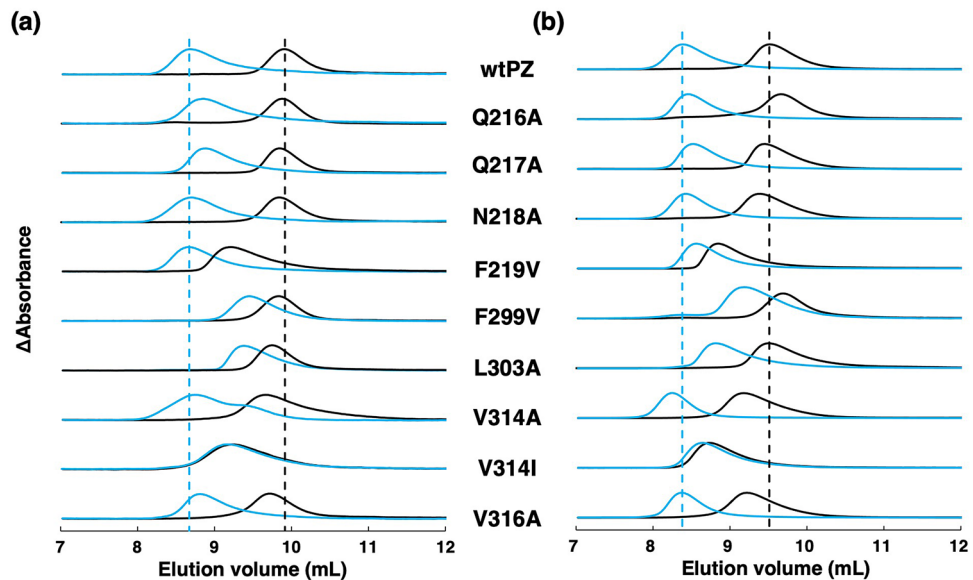 (a)
(b)
wtPZ
Q216A
Q217A
N218A
F219V
F299V
L303A
V314A
V314I
V316A
ΔAbsorbance
7 8 9 10 11 12
7 8 9 10 11 12
Elution volume (mL)
Elution volume (mL)